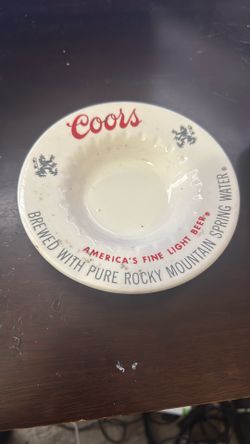 Coors
AMERICA'S FINE LIGHT BEER®
BREWED WITH PURE ROCKY MOUNTAIN SPRING WATER®